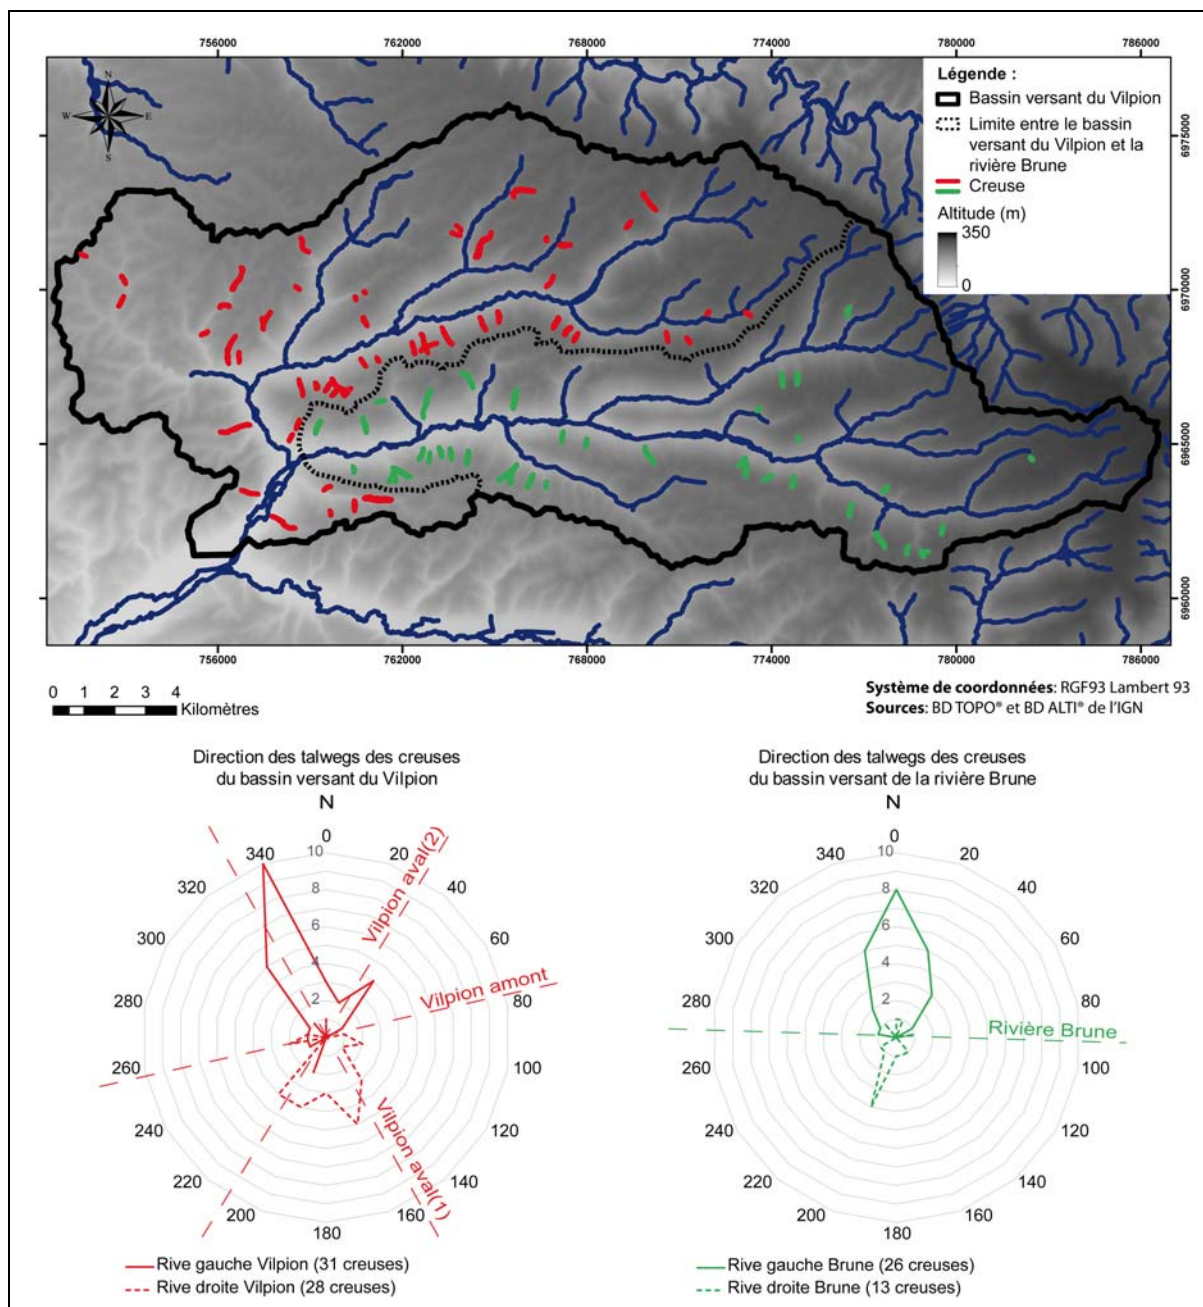 756000 762000 768000 774000 780000 786000
N
W E
S
Légende :
Bassin versant du Vilpion
Limite entre le bassin
versant du Vilpion et la
rivière Brune
Creuse
Altitude (m)
350
0
6975000
6970000
6965000
6960000
756000 762000 768000 774000 780000 786000
0 1 2 3 4
Kilomètres
Système de coordonnées: RGF93 Lambert 93
Sources: BD TOPO® et BD ALTI® de l'IGN
Direction des talwegs des creuses
du bassin versant du Vilpion
N
0
20
40
60
80
100
120
140
160
180
200
220
240
260
280
300
320
340
10
8
6
4
2
Vilpion aval(2)
Vilpion amont
Vilpion aval(1)
Rive gauche Vilpion (31 creuses)
Rive droite Vilpion (28 creuses)
Direction des talwegs des creuses
du bassin versant de la rivière Brune
N
0
20
40
60
80
100
120
140
160
180
200
220
240
260
280
300
320
340
10
8
6
4
2
Rivière Brune
Rive gauche Brune (26 creuses)
Rive droite Brune (13 creuses)